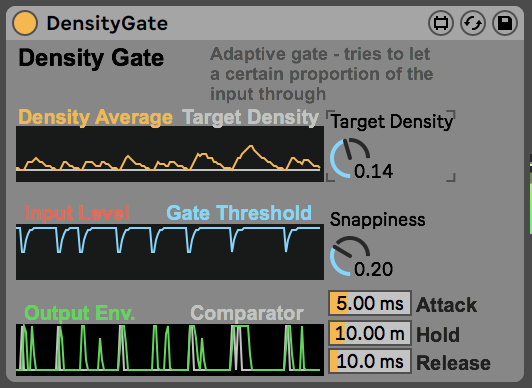 DensityGate
Density Gate
Adaptive gate - tries to let
a certain proportion of the
input through
Density Average Target Density
Target Density
0.14
Input Level Gate Threshold
Snappiness
0.20
Output Env. Comparator
5.00 ms Attack
10.00 m Hold
10.0 ms Release